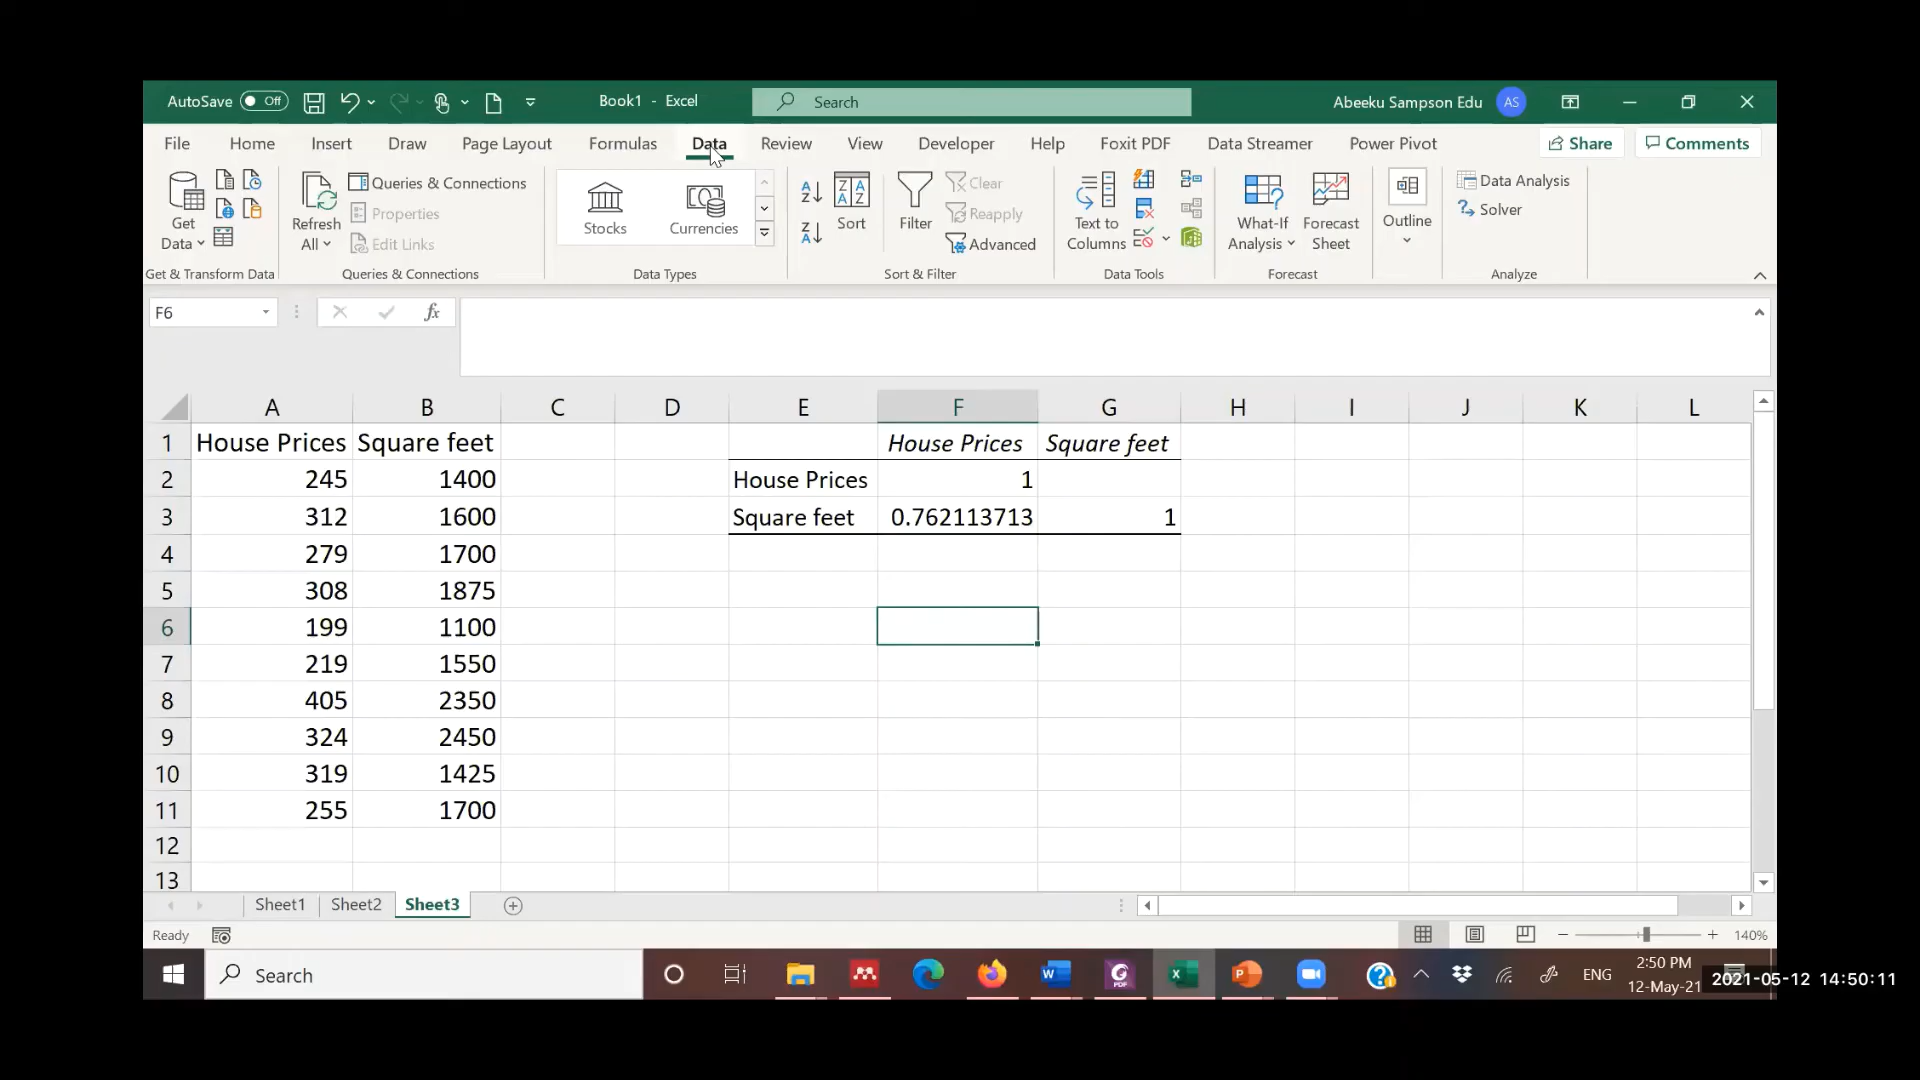 AutoSave Off Book1 - Excel Search Abeeku Sampson Edu AS
File Home Insert Draw Page Layout Formulas Data Review View Developer Help Foxit PDF Data Streamer Power Pivot Share Comments
Get Data
Refresh All
Queries & Connections
Properties
Edit Links
Stocks
Currencies
Sort
Filter
Clear
Reapply
Advanced
Text to Columns
What-If Analysis
Forecast Sheet
Outline
Data Analysis
Solver
Get & Transform Data Queries & Connections Data Types Sort & Filter Data Tools Forecast Analyze
F6 fx
A B C D E F G H I J K L
1 House Prices Square feet House Prices Square feet
2 245 1400 House Prices 1
3 312 1600 Square feet 0.762113713 1
4 279 1700
5 308 1875
6 199 1100
7 219 1550
8 405 2350
9 324 2450
10 319 1425
11 255 1700
12
13
Sheet1 Sheet2 Sheet3
Ready 140%
Search ENG 2:50 PM
12-May-21
2021-05-12 14:50:11